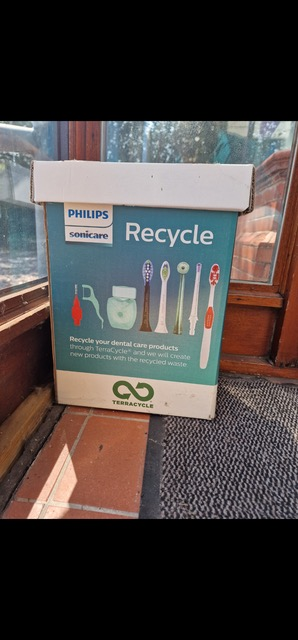 PHILIPS
sonicare
Recycle
Recycle your dental care products
through TerraCycle® and we will create
new products with the recycled waste
TERRACYCLE